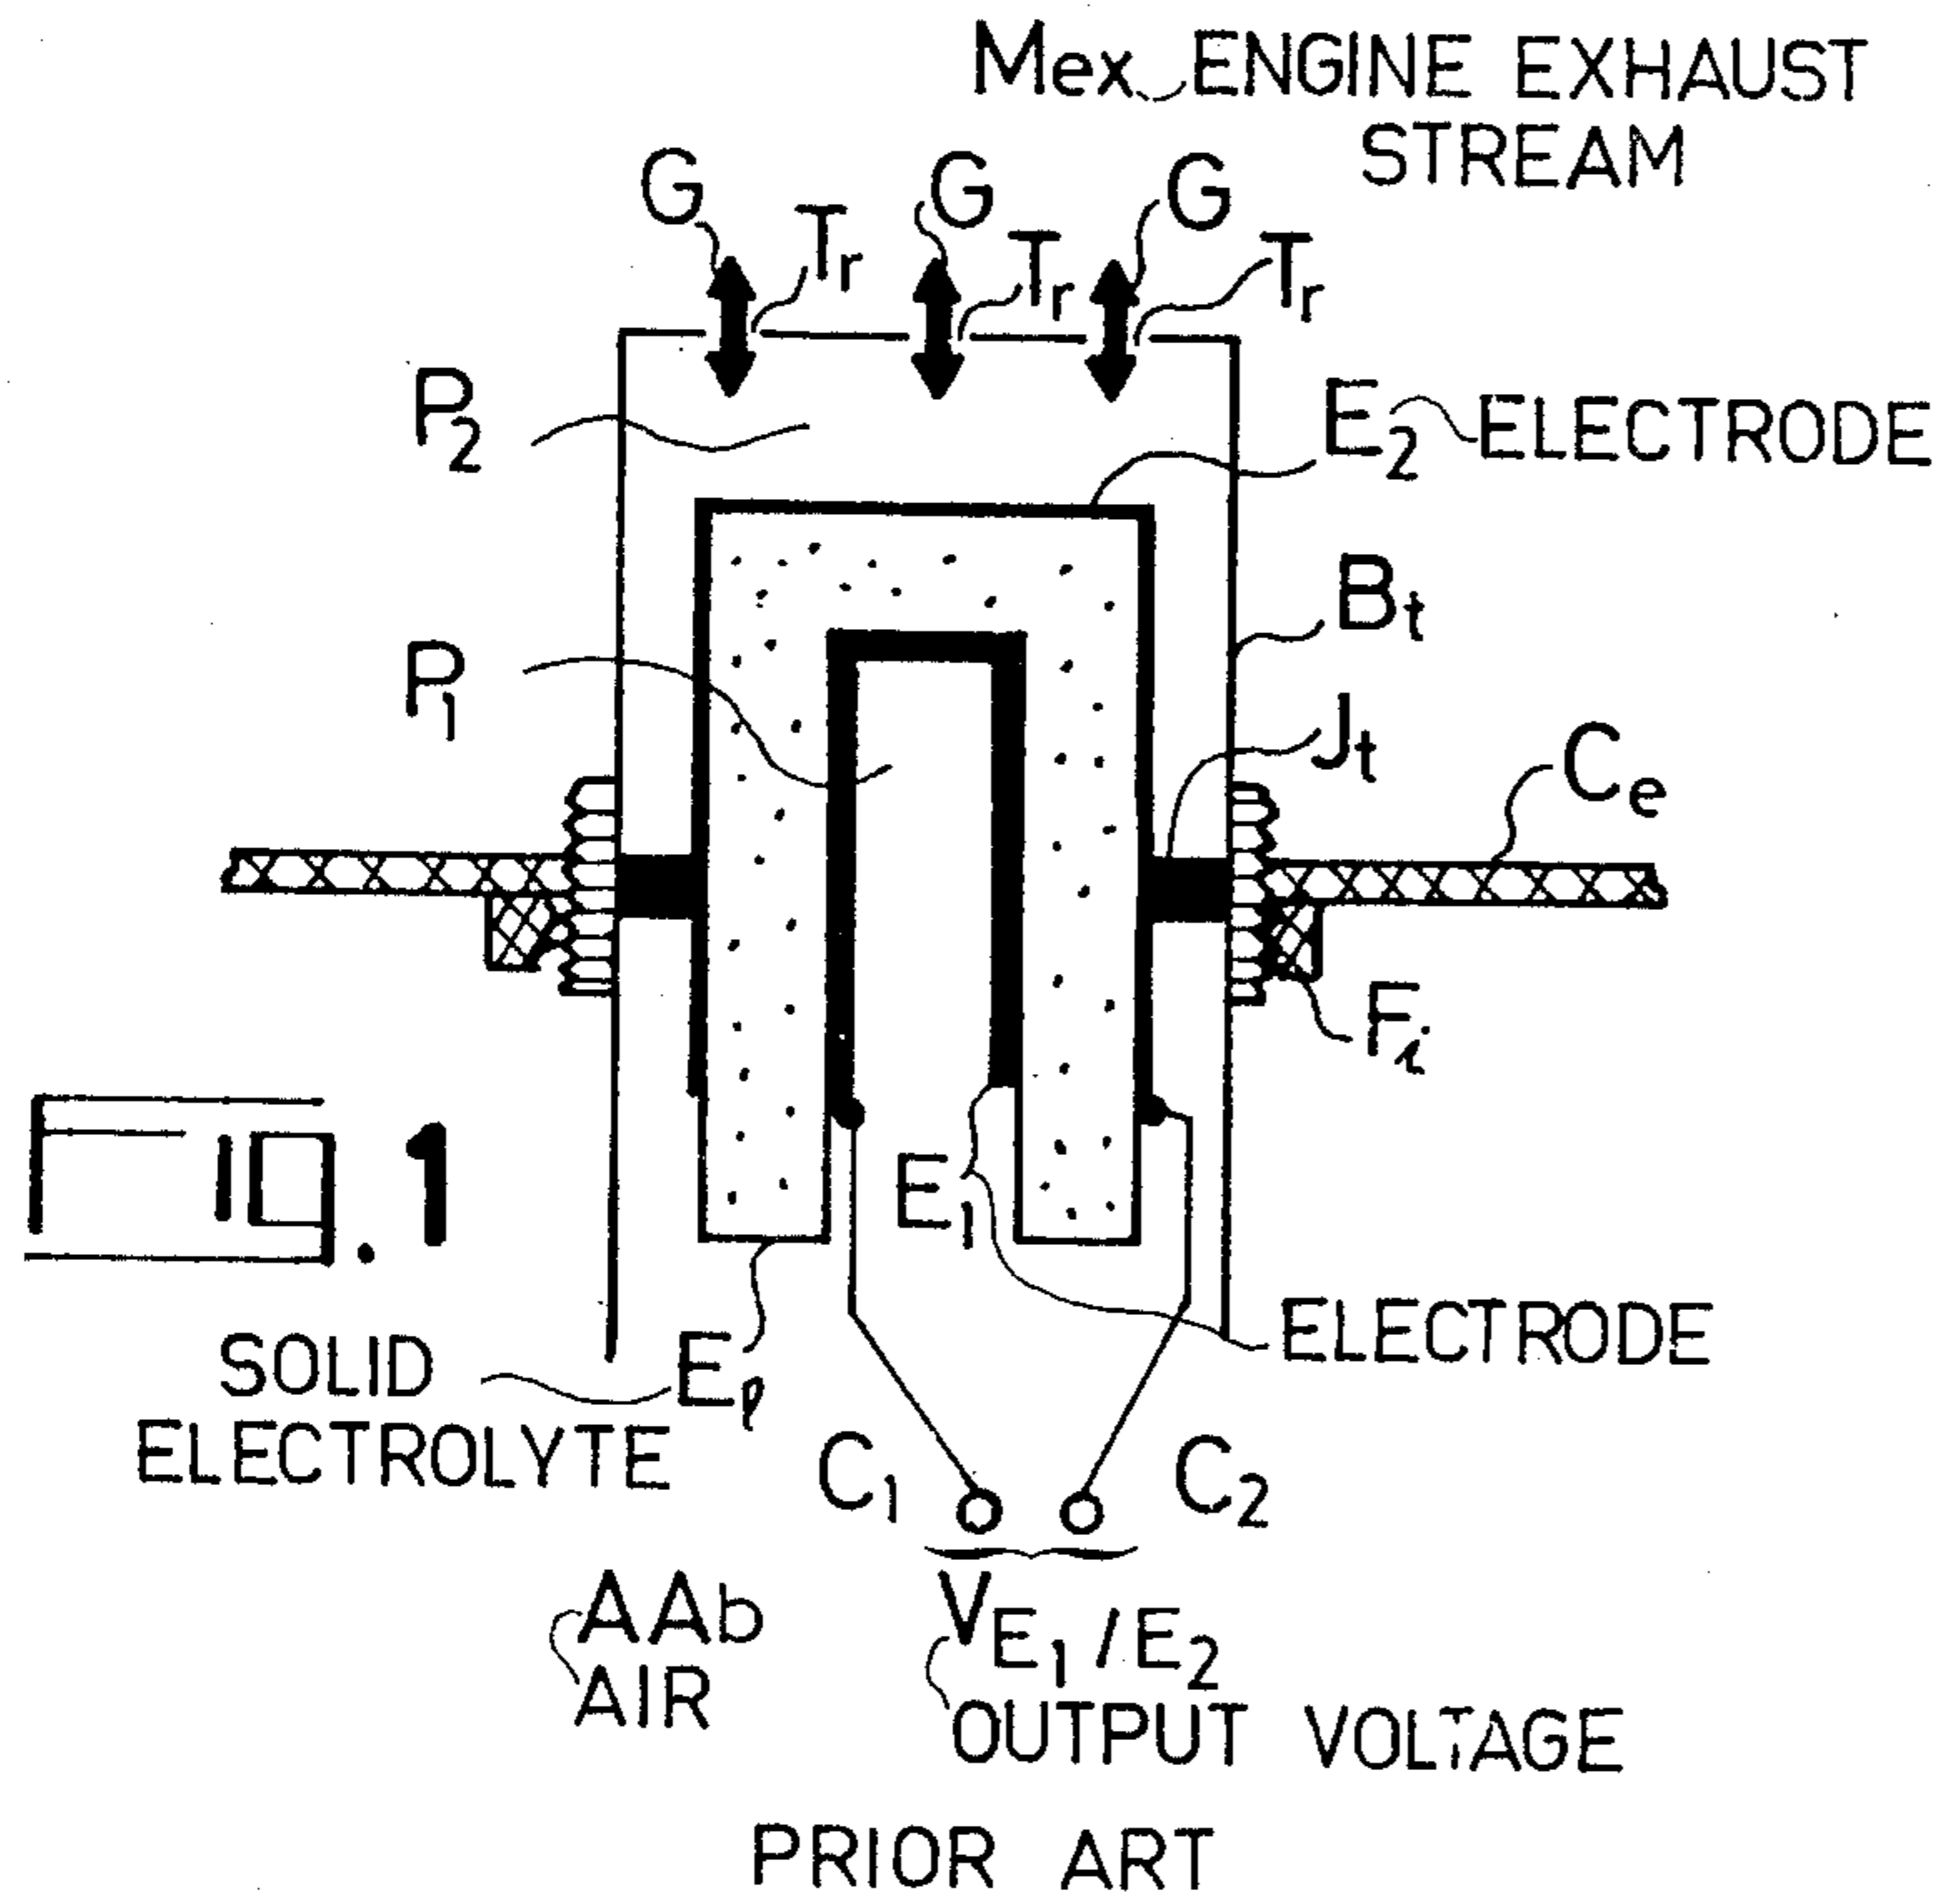 Mex ENGINE EXHAUST
STREAM
G G G
Tr Tr Tr
P2
E2 ELECTRODE
Bt
P1
Jt
Ce
Fi
FIG. 1
E1
ELECTRODE
SOLID
ELECTROLYTE
El
C1 C2
AAb
AIR
VE1/E2
OUTPUT VOLTAGE
PRIOR ART